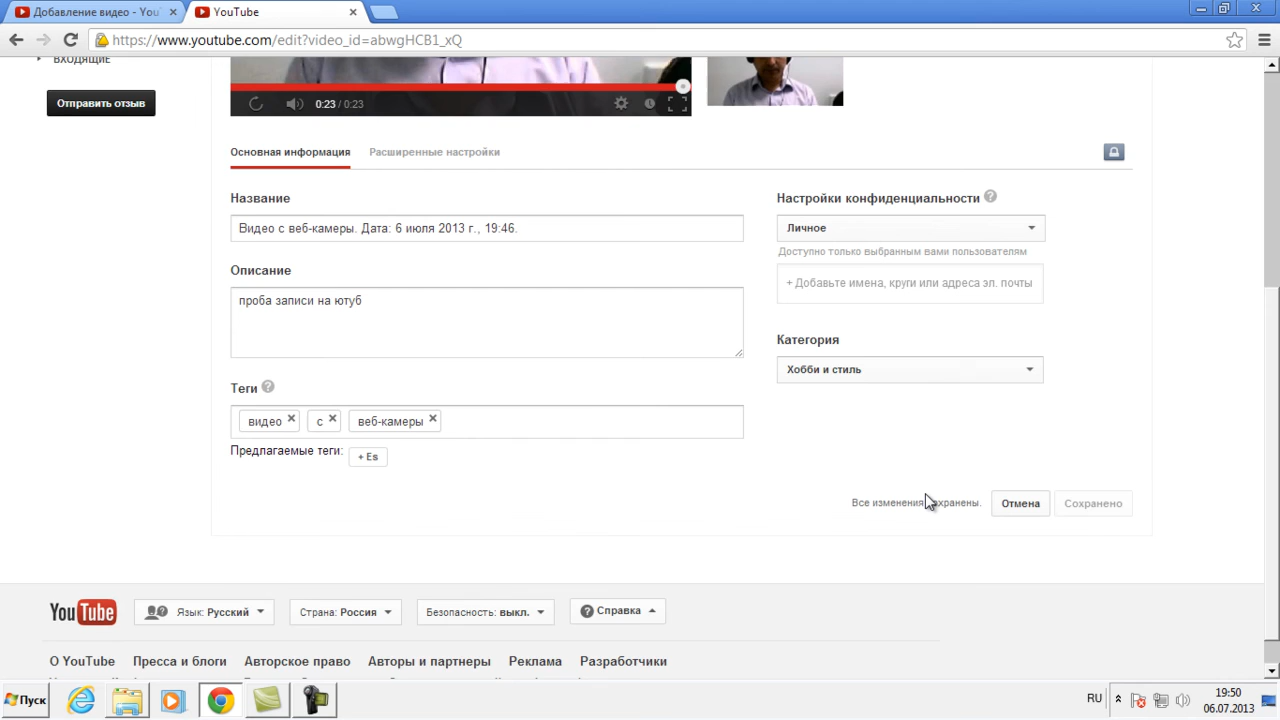 Добавление видео - You
YouTube
https://www.youtube.com/edit?video_id=abwgHCB1_xQ
ВХОДЯЩИЕ
Отправить отзыв
0:23 / 0:23
Основная информация
Расширенные настройки
Название
Видео с веб-камеры. Дата: 6 июля 2013 г., 19:46.
Описание
проба записи на ютуб
Теги
видео
с
веб-камеры
Предлагаемые теги:
+ Es
Настройки конфиденциальности
Личное
Доступно только выбранным вами пользователям
+ Добавьте имена, круги или адреса эл. почты
Категория
Хобби и стиль
Все изменения сохранены.
Отмена
Сохранено
YouTube
Язык: Русский
Страна: Россия
Безопасность: выкл.
Справка
О YouTube
Пресса и блоги
Авторское право
Авторы и партнеры
Реклама
Разработчики
Пуск
RU
19:50
06.07.2013